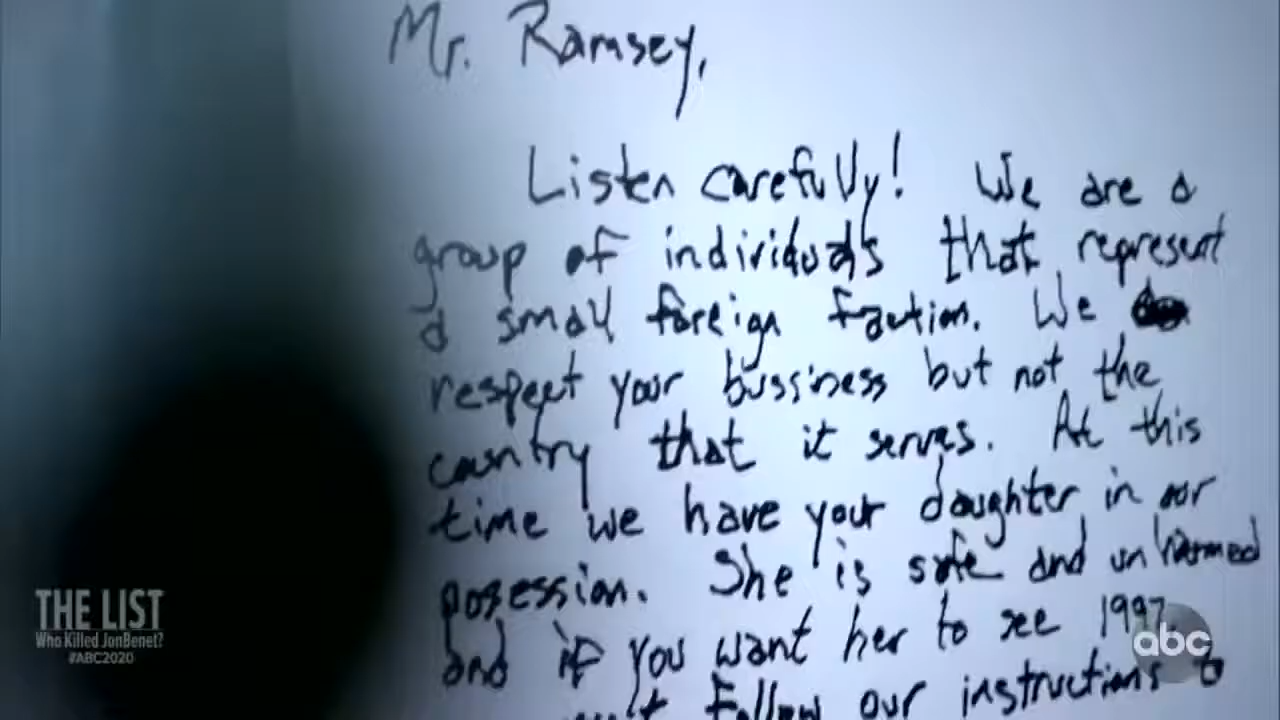 Mr. Ramsey,
Listen carefully! We are a
group of individuals that represent
a small foreign faction. We
respect your bussiness but not the
country that it serves. At this
time we have your daughter in our
posession. She is safe and unharmed
and if you want her to see 1997
follow our instructions to
THE LIST
Who Killed JonBenet?
#ABC2020
abc